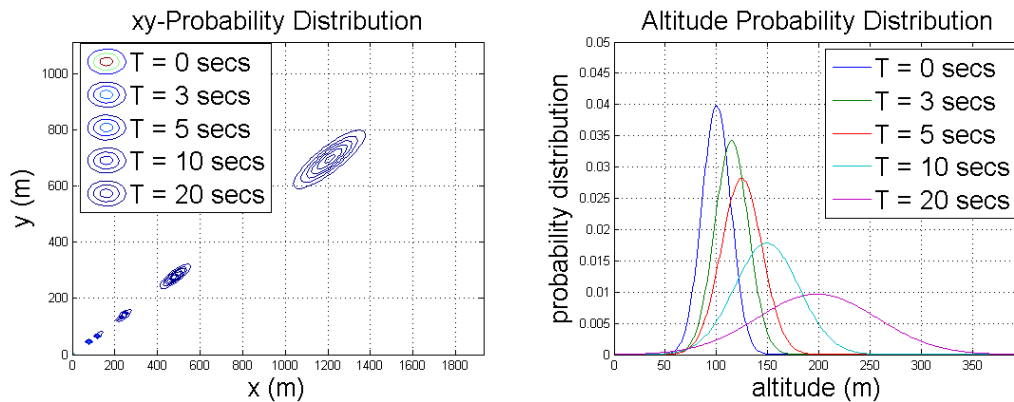 xy-Probability Distribution
T = 0 secs
T = 3 secs
T = 5 secs
T = 10 secs
T = 20 secs
1000
800
600
400
200
0
0 200 400 600 800 1000 1200 1400 1600 1800
x (m)
y (m)
Altitude Probability Distribution
T = 0 secs
T = 3 secs
T = 5 secs
T = 10 secs
T = 20 secs
0.05
0.045
0.04
0.035
0.03
0.025
0.02
0.015
0.01
0.005
0
0 50 100 150 200 250 300 350
altitude (m)
probability distribution